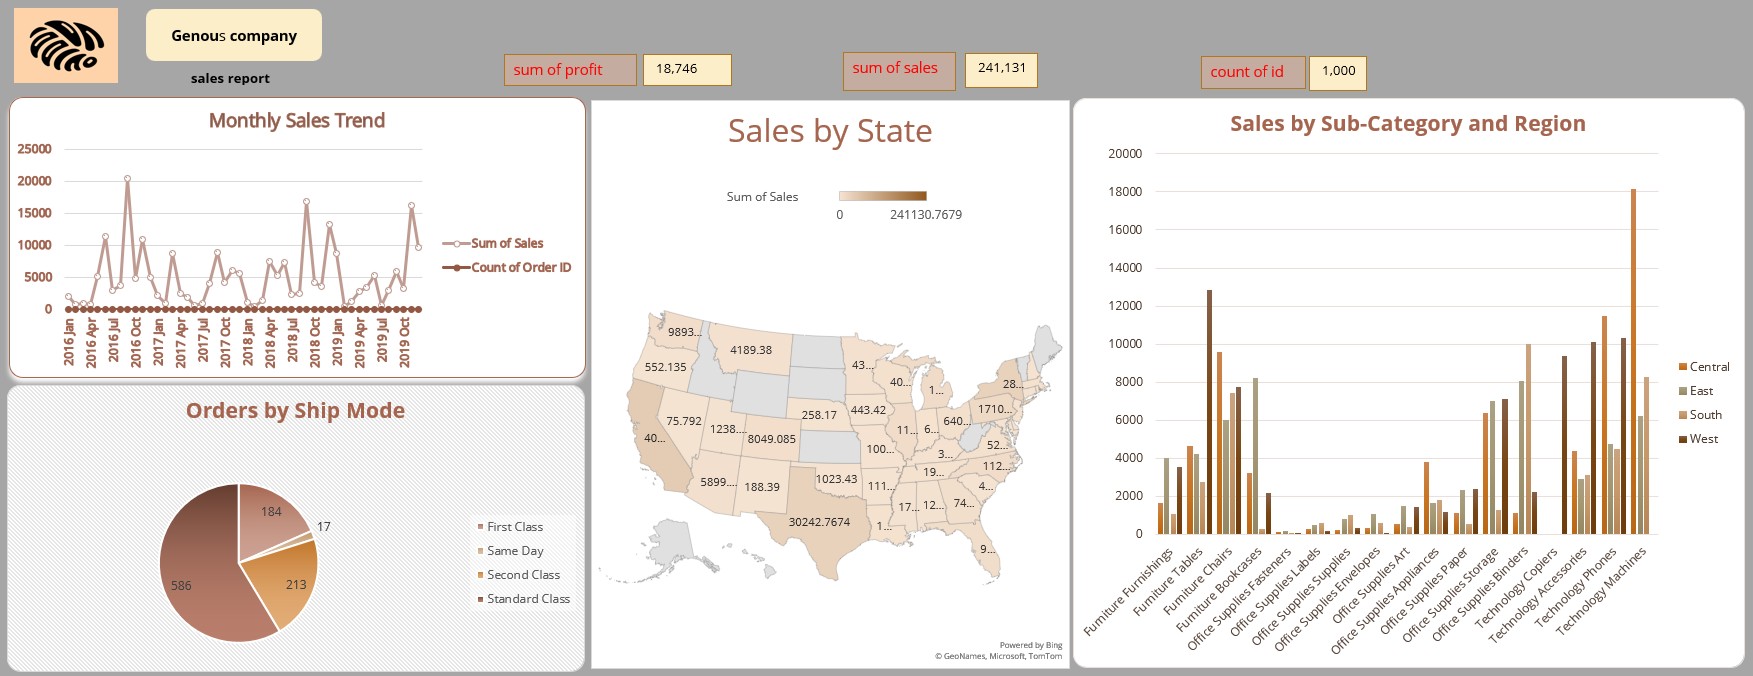 Genous company
sales report
sum of profit
18,746
sum of sales
241,131
count of id
1,000
Monthly Sales Trend
25000
20000
15000
10000
5000
0
2016 Jan
2016 Apr
2016 Jul
2016 Oct
2017 Jan
2017 Apr
2017 Jul
2017 Oct
2018 Jan
2018 Apr
2018 Jul
2018 Oct
2019 Jan
2019 Apr
2019 Jul
2019 Oct
Sum of Sales
Count of Order ID
Orders by Ship Mode
184
17
213
586
First Class
Same Day
Second Class
Standard Class
Sales by State
Sum of Sales
0 241130.7679
9893...
4189.38
552.135
43...
40...
1...
28...
75.792
1238....
258.17
443.42
1710...
640...
40...
8049.085
11...
6...
52...
100...
3...
5899....
188.39
1023.43
111...
19...
112...
4...
17...
12...
74...
30242.7674
1...
9...
Powered by Bing
© GeoNames, Microsoft, TomTom
Sales by Sub-Category and Region
20000
18000
16000
14000
12000
10000
8000
6000
4000
2000
0
Furniture Furnishings
Furniture Tables
Furniture Chairs
Furniture Bookcases
Office Supplies Fasteners
Office Supplies Labels
Office Supplies Supplies
Office Supplies Envelopes
Office Supplies Art
Office Supplies Appliances
Office Supplies Paper
Office Supplies Storage
Office Supplies Binders
Technology Copiers
Technology Accessories
Technology Phones
Technology Machines
Central
East
South
West